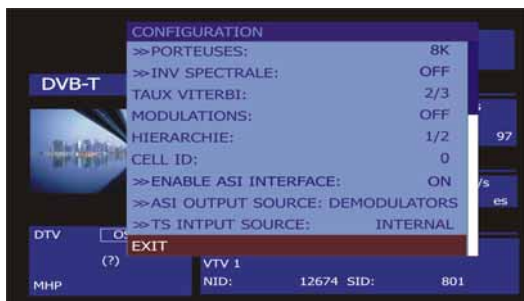 CONFIGURATION
≫PORTEUSES: 8K
≫INV SPECTRALE: OFF
TAUX VITERBI: 2/3
MODULATIONS: OFF
HIERARCHIE: 1/2
CELL ID: 0
≫ENABLE ASI INTERFACE: ON
≫ASI OUTPUT SOURCE: DEMODULATORS
≫TS INTPUT SOURCE: INTERNAL
EXIT
DVB-T
97
/s
es
DTV
(?)
MHP
VTV 1
NID: 12674 SID: 801